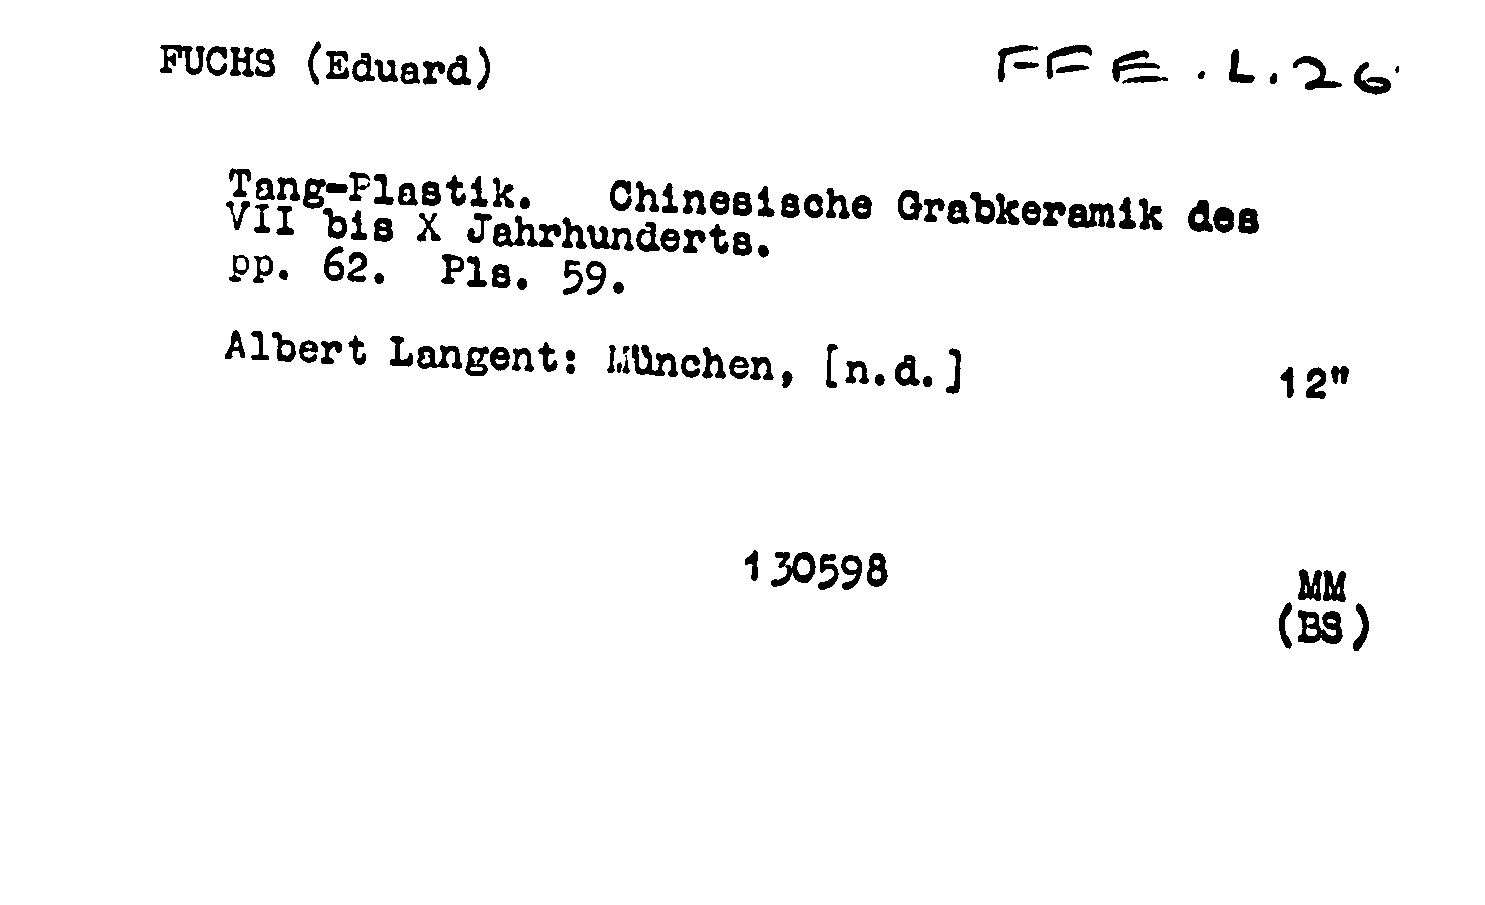 FUCHS (Eduard) FFE.L.26
Tang-Plastik. Chinesische Grabkeramik des
VII bis X Jahrhunderts.
pp. 62. Pls. 59.
Albert Langent: München, [n.d.] 12"
130598
MM
(BS)